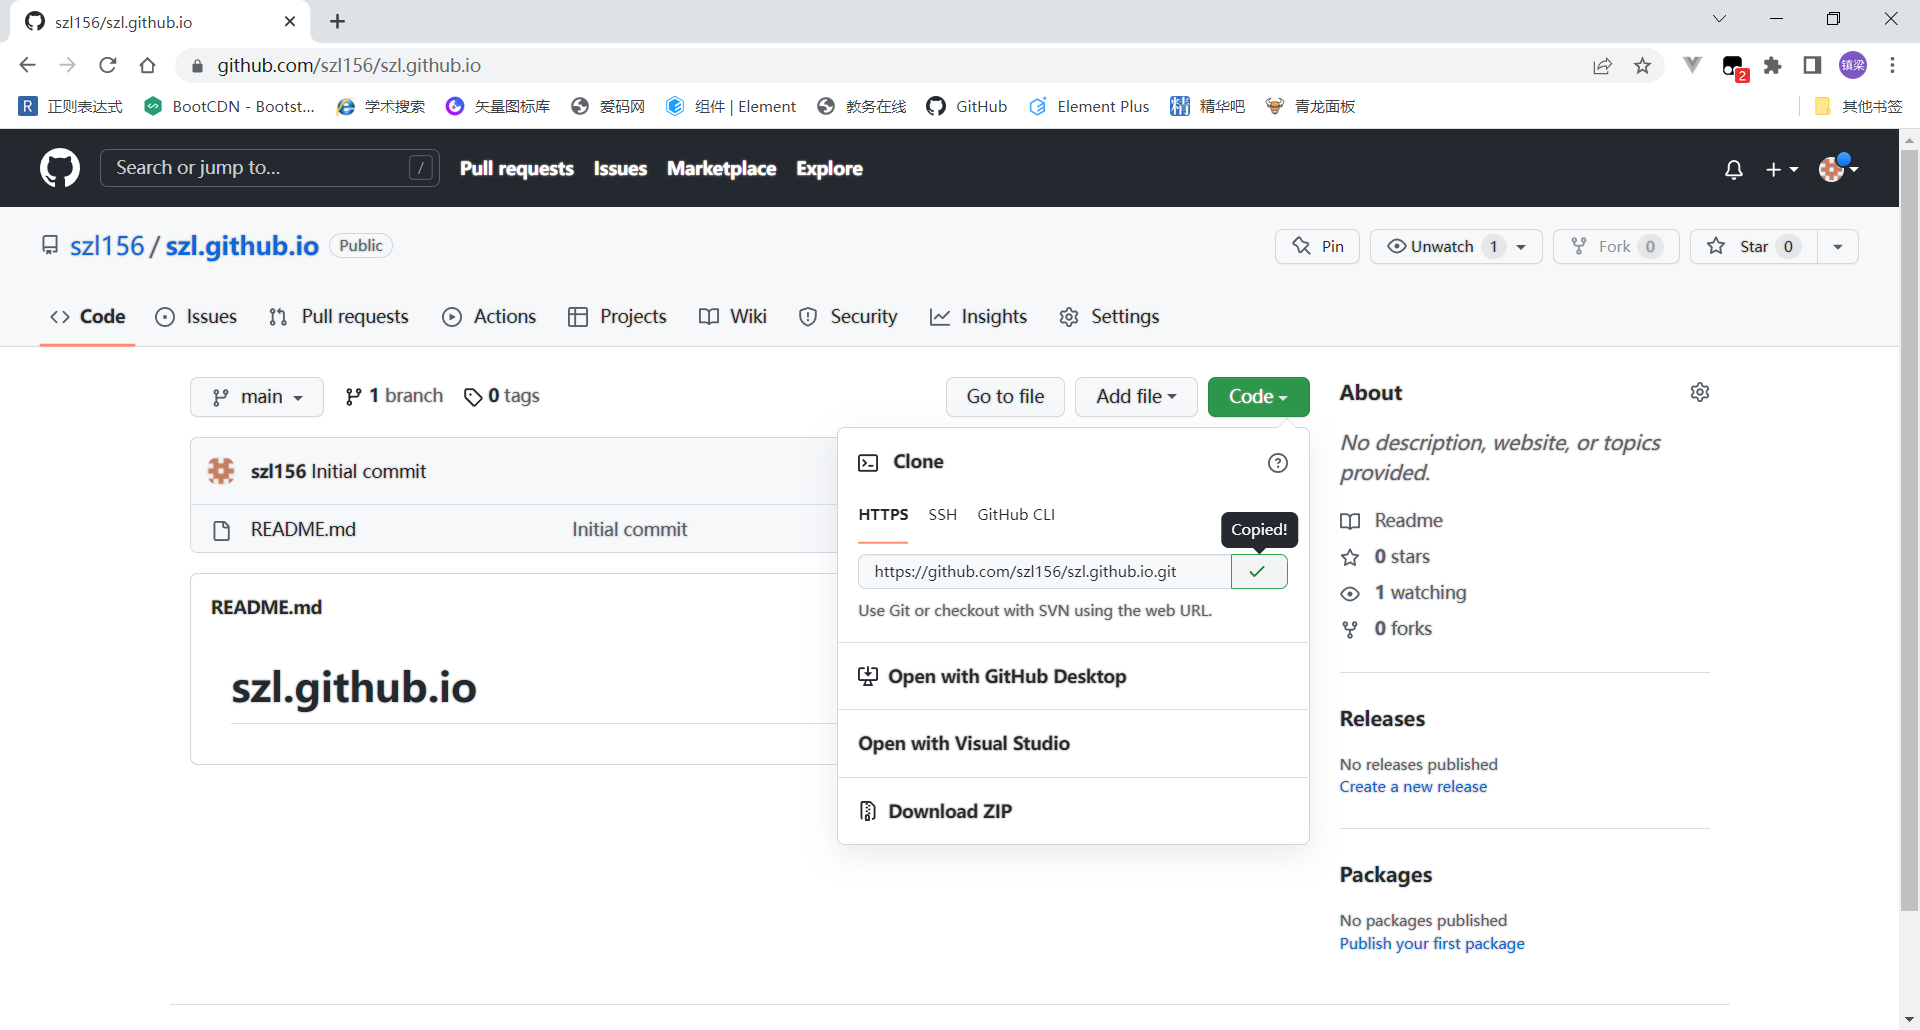 szl156/szl.github.io
github.com/szl156/szl.github.io
2
镇梁
R 正则表达式 BootCDN - Bootst... 学术搜索 矢量图标库 爱码网 组件 | Element 教务在线 GitHub Element Plus 精华吧 青龙面板 其他书签
Search or jump to... / Pull requests Issues Marketplace Explore
szl156 / szl.github.io Public Pin Unwatch 1 Fork 0 Star 0
Code Issues Pull requests Actions Projects Wiki Security Insights Settings
main 1 branch 0 tags Go to file Add file Code
szl156 Initial commit
README.md Initial commit
README.md
szl.github.io
Clone
HTTPS SSH GitHub CLI
Copied!
https://github.com/szl156/szl.github.io.git
Use Git or checkout with SVN using the web URL.
Open with GitHub Desktop
Open with Visual Studio
Download ZIP
About
No description, website, or topics
provided.
Readme
0 stars
1 watching
0 forks
Releases
No releases published
Create a new release
Packages
No packages published
Publish your first package